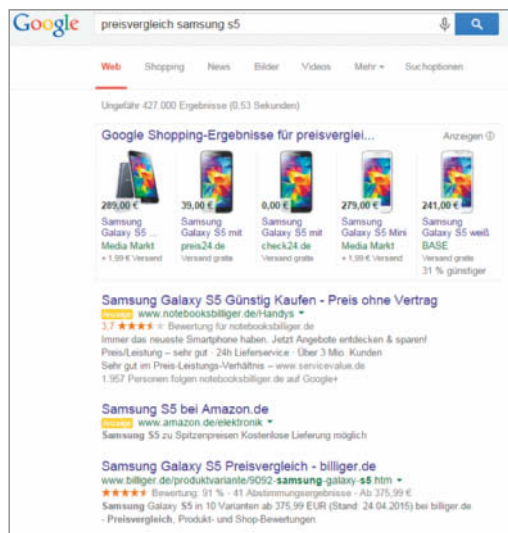 Google preisvergleich samsung s5
Web Shopping News Bilder Videos Mehr Suchoptionen
Ungefähr 427.000 Ergebnisse (0,53 Sekunden)
Google Shopping-Ergebnisse für preisverglei... Anzeigen
289,00 € 39,00 € 0,00 € 279,00 € 241,00 €
Samsung Samsung Samsung Samsung Samsung
Galaxy S5 ... Galaxy S5 mit Galaxy S5 mit Galaxy S5 Mini Galaxy S5 weiß
Media Markt preis24.de check24.de Media Markt BASE
+ 1,99 € Versand Versand gratis Versand gratis + 1,99 € Versand Versand gratis
31 % günstiger
Samsung Galaxy S5 Günstig Kaufen - Preis ohne Vertrag
Anzeige www.notebooksbilliger.de/Handys
3,7 ★★★★★ Bewertung für notebooksbilliger.de
Immer das neueste Smartphone haben. Jetzt Angebote entdecken & sparen!
Preis/Leistung – sehr gut · 24h Lieferservice · Über 3 Mio. Kunden
Sehr gut im Preis-Leistungs-Verhältnis – www.servicevalue.de
1.957 Personen folgen notebooksbilliger.de auf Google+
Samsung S5 bei Amazon.de
Anzeige www.amazon.de/elektronik
Samsung S5 zu Spitzenpreisen Kostenlose Lieferung möglich
Samsung Galaxy S5 Preisvergleich - billiger.de
www.billiger.de/produktvariante/9092-samsung-galaxy-s5.htm
★★★★★ Bewertung: 91 % - 41 Abstimmungsergebnisse - Ab 375,99 €
Samsung Galaxy S5 in 10 Varianten ab 375,99 EUR (Stand: 24.04.2015) bei billiger.de
- Preisvergleich, Produkt- und Shop-Bewertungen.